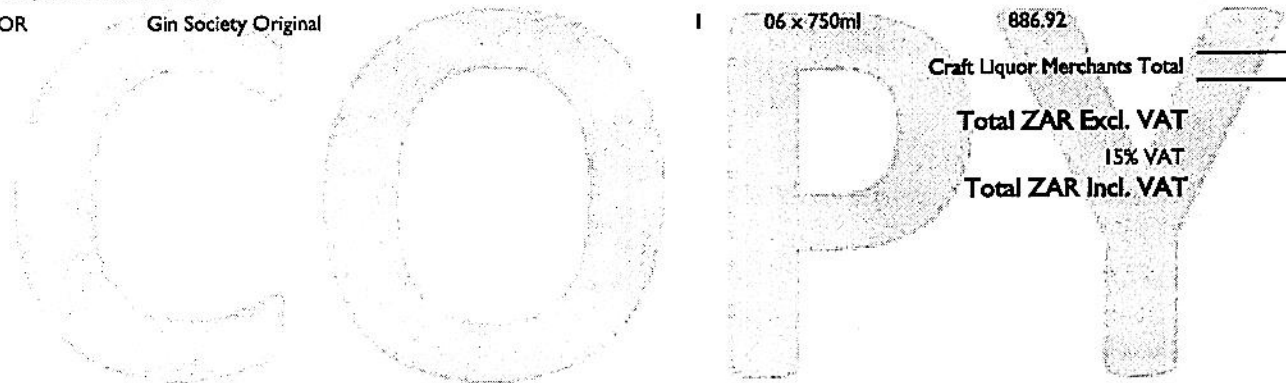 OR Gin Society Original 1 06 x 750ml 886.92
Craft Liquor Merchants Total
Total ZAR Excl. VAT
15% VAT
Total ZAR Incl. VAT
COPY